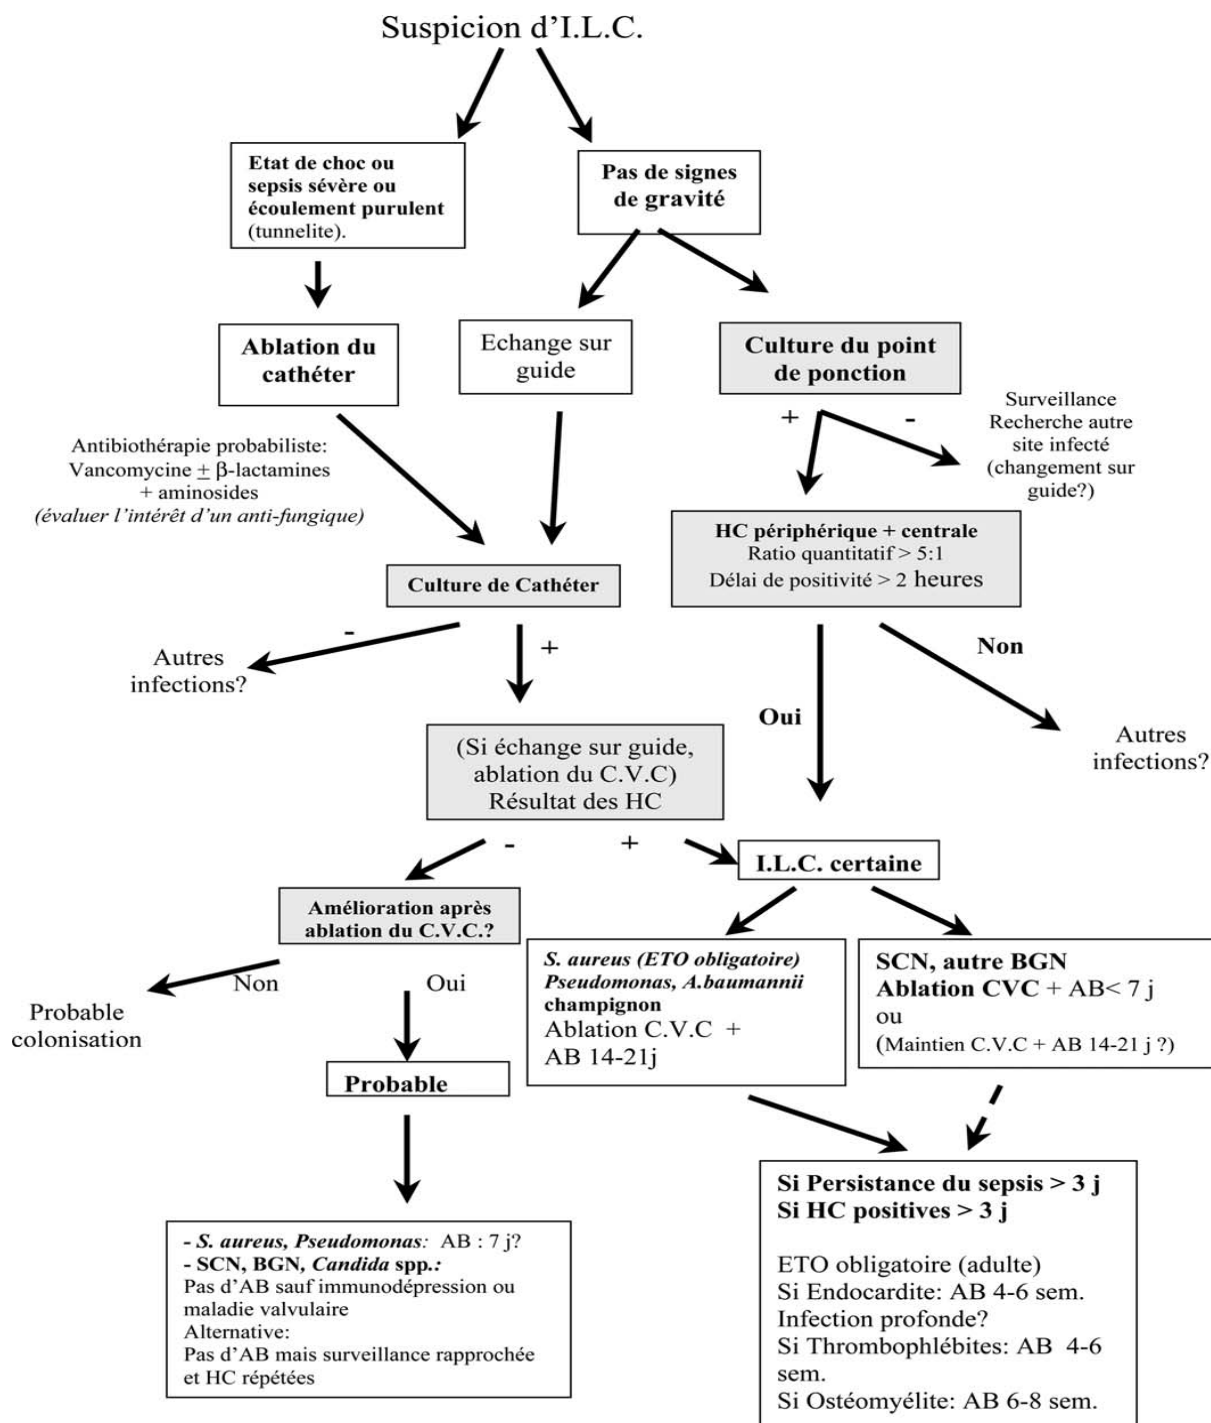 Suspicion d'I.L.C.
Etat de choc ou
sepsis sévère ou
écoulement purulent
(tunnelite).
Pas de signes
de gravité
Ablation du
cathéter
Echange sur
guide
Culture du point
de ponction
+
-
Surveillance
Recherche autre
site infecté
(changement sur
guide?)
Antibiothérapie probabiliste:
Vancomycine ± β-lactamines
+ aminosides
(évaluer l'intérêt d'un anti-fungique)
HC périphérique + centrale
Ratio quantitatif > 5:1
Délai de positivité > 2 heures
Culture de Cathéter
-
+
Autres
infections?
Non
Oui
Autres
infections?
(Si échange sur guide,
ablation du C.V.C)
Résultat des HC
-
+
I.L.C. certaine
Amélioration après
ablation du C.V.C.?
Non
Oui
Probable
colonisation
Probable
S. aureus (ETO obligatoire)
Pseudomonas, A.baumannii
champignon
Ablation C.V.C +
AB 14-21j
SCN, autre BGN
Ablation CVC + AB< 7 j
ou
(Maintien C.V.C + AB 14-21 j ?)
- S. aureus, Pseudomonas: AB : 7 j?
- SCN, BGN, Candida spp.:
Pas d'AB sauf immunodépression ou
maladie valvulaire
Alternative:
Pas d'AB mais surveillance rapprochée
et HC répétées
Si Persistance du sepsis > 3 j
Si HC positives > 3 j
ETO obligatoire (adulte)
Si Endocardite: AB 4-6 sem.
Infection profonde?
Si Thrombophlébites: AB 4-6
sem.
Si Ostéomyélite: AB 6-8 sem.